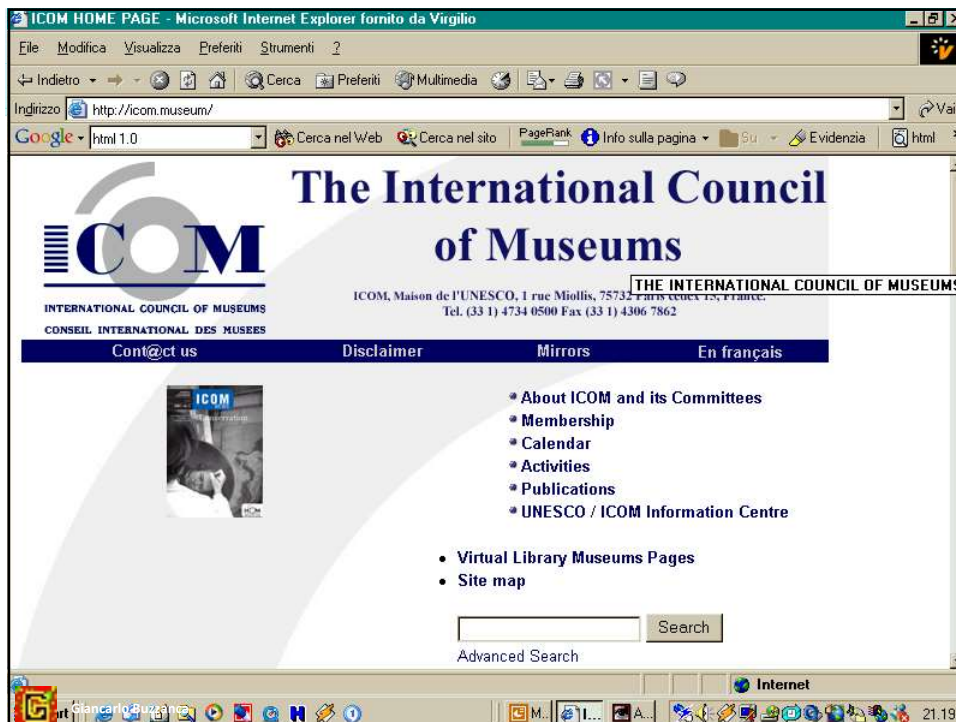 ICOM HOME PAGE - Microsoft Internet Explorer fornito da Virgilio
File Modifica Visualizza Preferiti Strumenti ?
Indietro Cerca Preferiti Multimedia
Indirizzo http://icom.museum/ Vai
Google html 1.0 Cerca nel Web Cerca nel sito PageRank Info sulla pagina Su Evidenzia html
The International Council
of Museums
ICOM
INTERNATIONAL COUNCIL OF MUSEUMS
CONSEIL INTERNATIONAL DES MUSEES
THE INTERNATIONAL COUNCIL OF MUSEUMS
ICOM, Maison de l'UNESCO, 1 rue Miollis, 75732 Paris cedex 15, France.
Tel. (33 1) 4734 0500 Fax (33 1) 4306 7862
Cont@ct us Disclaimer Mirrors En français
ICOM
About ICOM and its Committees
Membership
Calendar
Activities
Publications
UNESCO / ICOM Information Centre
Virtual Library Museums Pages
Site map
Search
Advanced Search
Internet
Giancarlo Buzzanca
M... I... A... 21.19